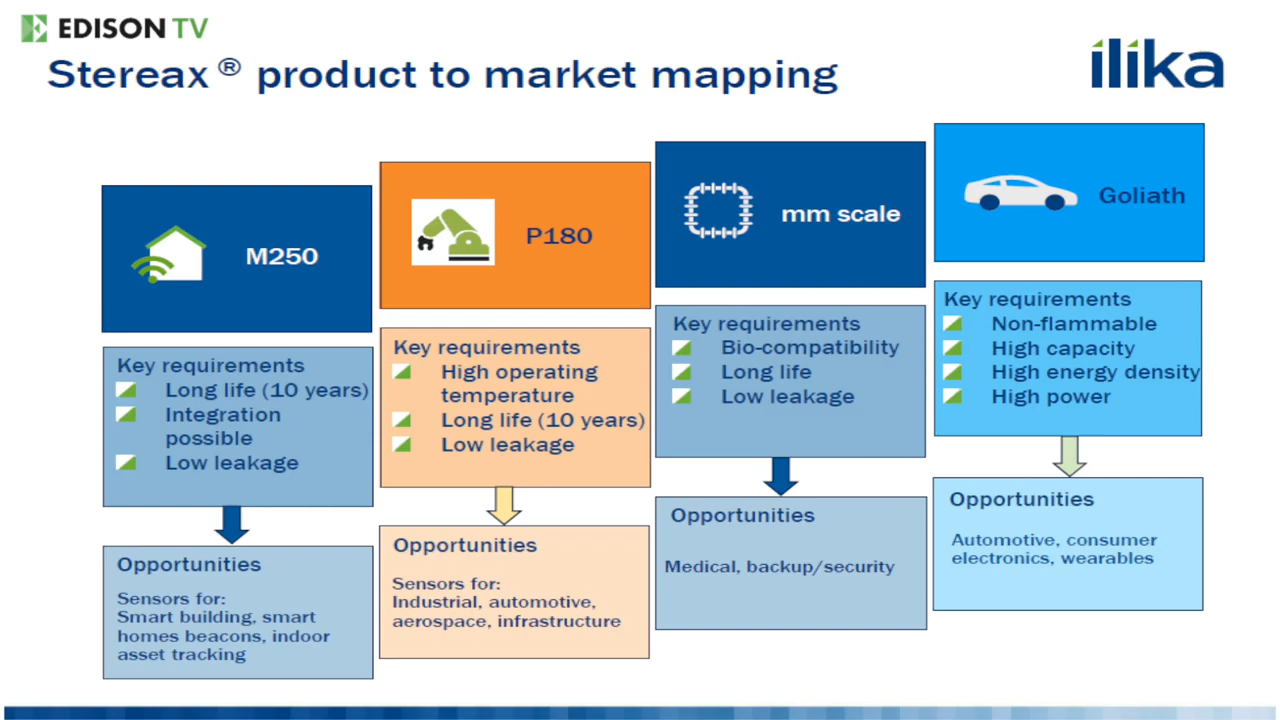 EDISON TV
Stereax ® product to market mapping
ilika
M250
Key requirements
Long life (10 years)
Integration
possible
Low leakage
Opportunities
Sensors for:
Smart building, smart
homes beacons, indoor
asset tracking
P180
Key requirements
High operating
temperature
Long life (10 years)
Low leakage
Opportunities
Sensors for:
Industrial, automotive,
aerospace, infrastructure
mm scale
Key requirements
Bio-compatibility
Long life
Low leakage
Opportunities
Medical, backup/security
Goliath
Key requirements
Non-flammable
High capacity
High energy density
High power
Opportunities
Automotive, consumer
electronics, wearables